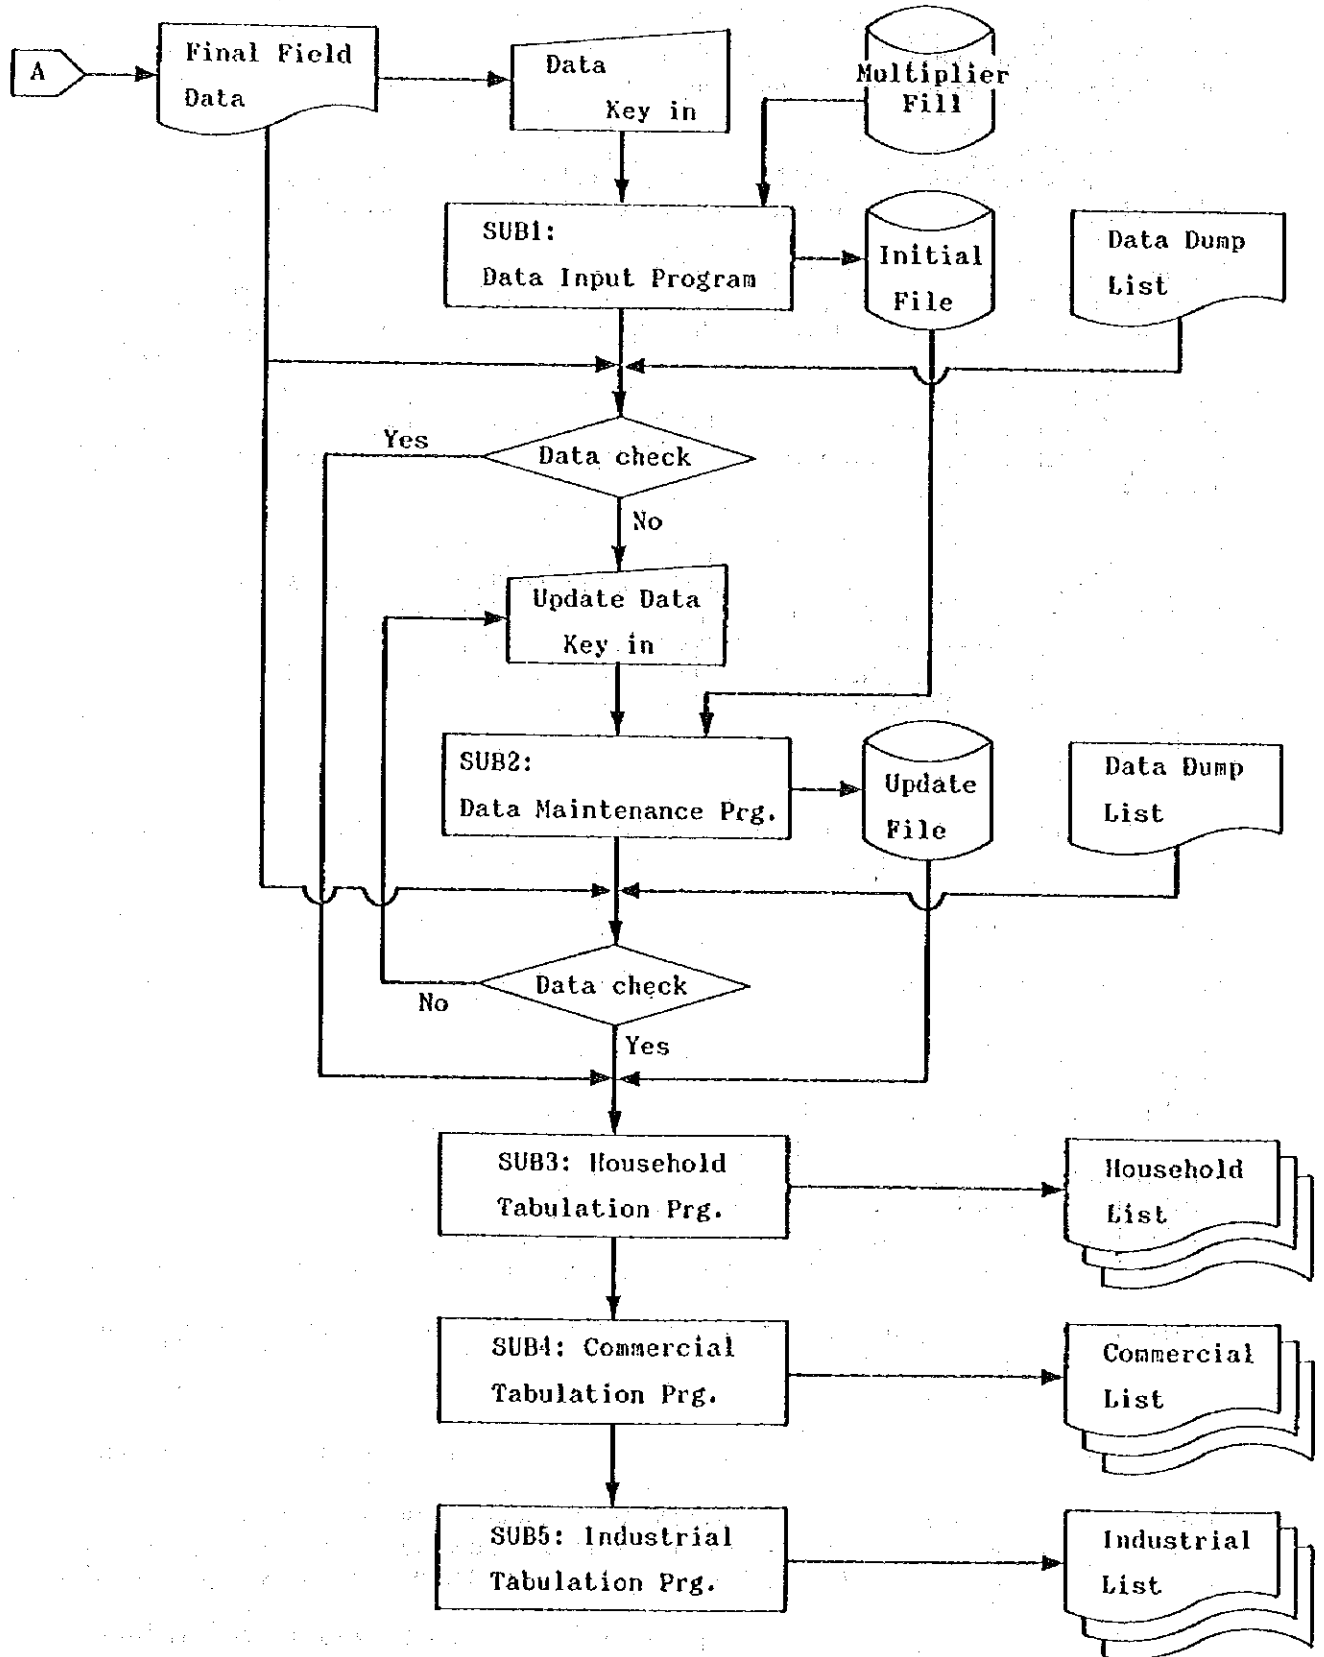 A
Final Field
Data
Data
Key in
Multiplier
Fill
SUB1:
Data Input Program
Initial
File
Data Dump
List
Yes
Data check
No
Update Data
Key in
SUB2:
Data Maintenance Prg.
Update
File
Data Dump
List
Data check
No
Yes
SUB3: Household
Tabulation Prg.
Household
List
SUB4: Commercial
Tabulation Prg.
Commercial
List
SUB5: Industrial
Tabulation Prg.
Industrial
List